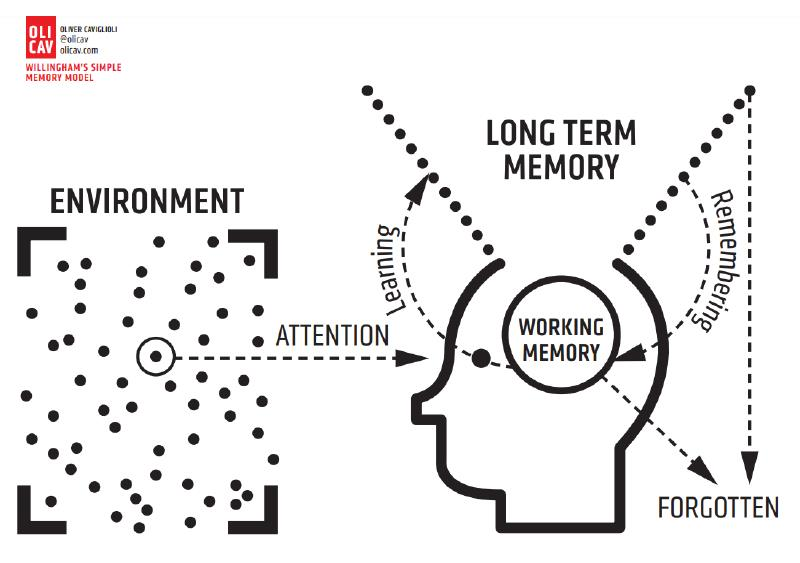 OLI
CAV
OLIVER CAVIGLIOLI
@olicav
olicav.com
WILLINGHAM'S SIMPLE
MEMORY MODEL
LONG TERM
MEMORY
ENVIRONMENT
Learning
Remembering
ATTENTION
WORKING
MEMORY
FORGOTTEN